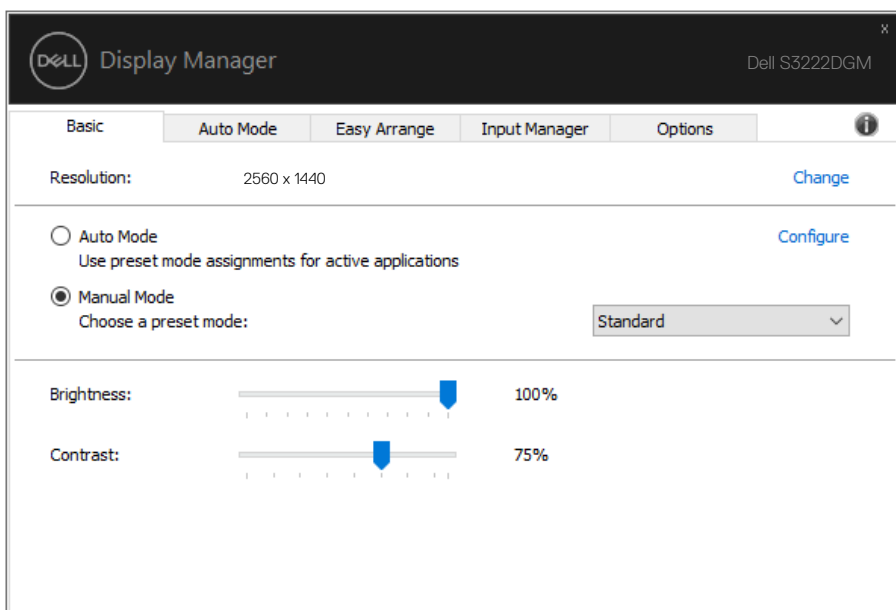 x
DELL Display Manager
Dell S3222DGM
Basic Auto Mode Easy Arrange Input Manager Options i
Resolution: 2560 x 1440 Change
Auto Mode Configure
Use preset mode assignments for active applications
Manual Mode
Choose a preset mode: Standard
Brightness: 100%
Contrast: 75%